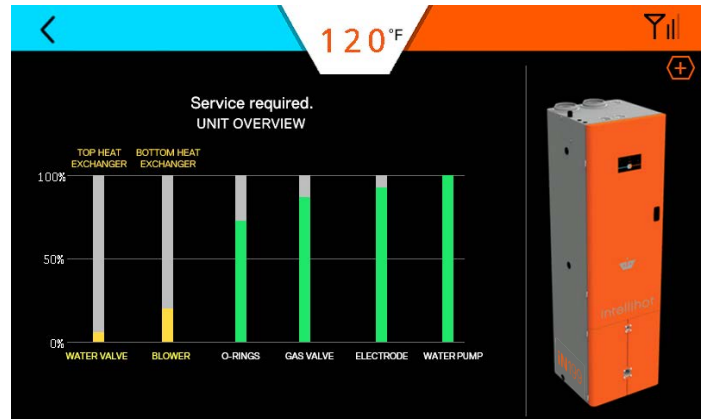 120°F
Service required.
UNIT OVERVIEW
TOP HEAT EXCHANGER
BOTTOM HEAT EXCHANGER
100%
50%
0%
WATER VALVE
BLOWER
O-RINGS
GAS VALVE
ELECTRODE
WATER PUMP
intellihot